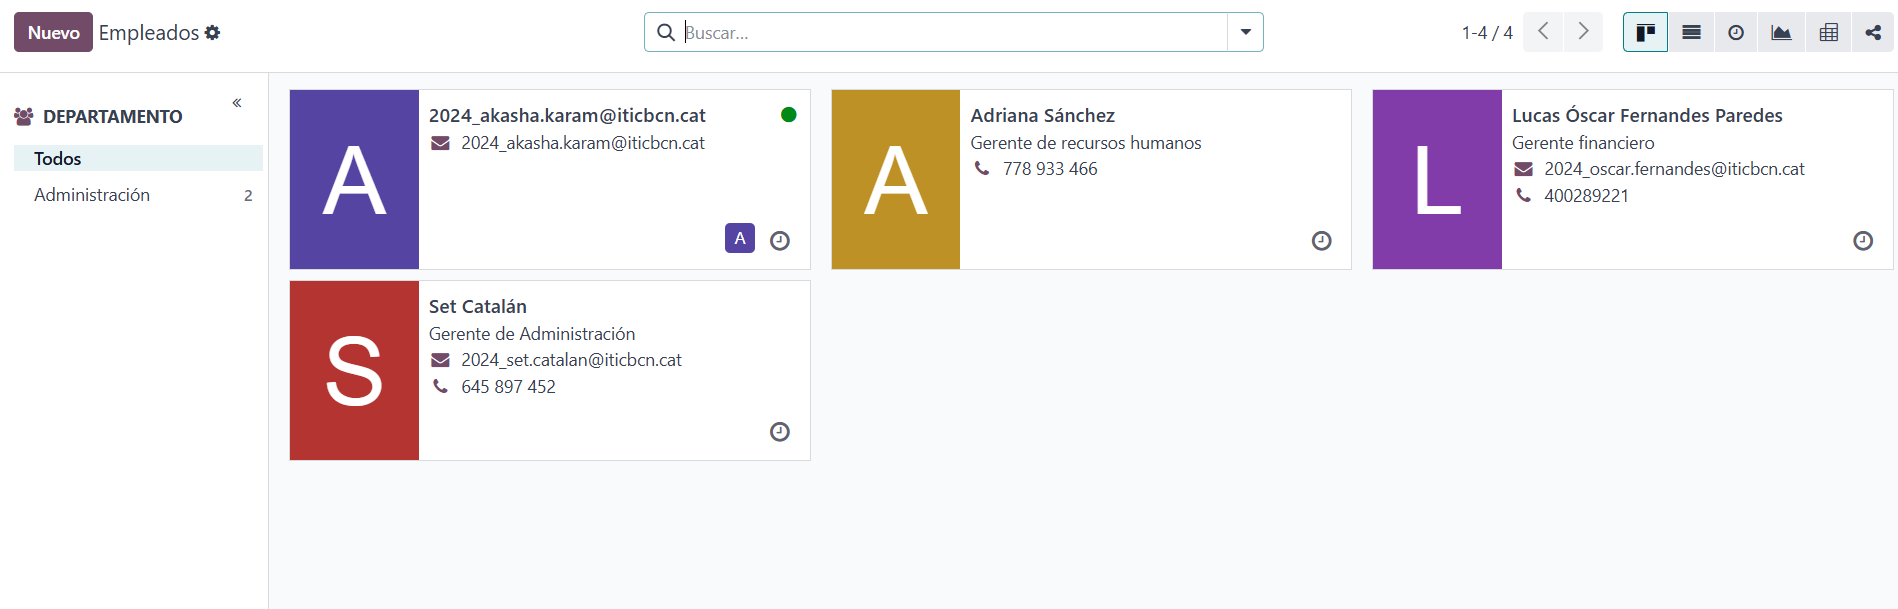 Nuevo Empleados
Buscar...
1-4 / 4
DEPARTAMENTO
Todos
Administración 2
A
2024_akasha.karam@iticbcn.cat
2024_akasha.karam@iticbcn.cat
A
A
Adriana Sánchez
Gerente de recursos humanos
778 933 466
L
Lucas Óscar Fernandes Paredes
Gerente financiero
2024_oscar.fernandes@iticbcn.cat
400289221
S
Set Catalán
Gerente de Administración
2024_set.catalan@iticbcn.cat
645 897 452